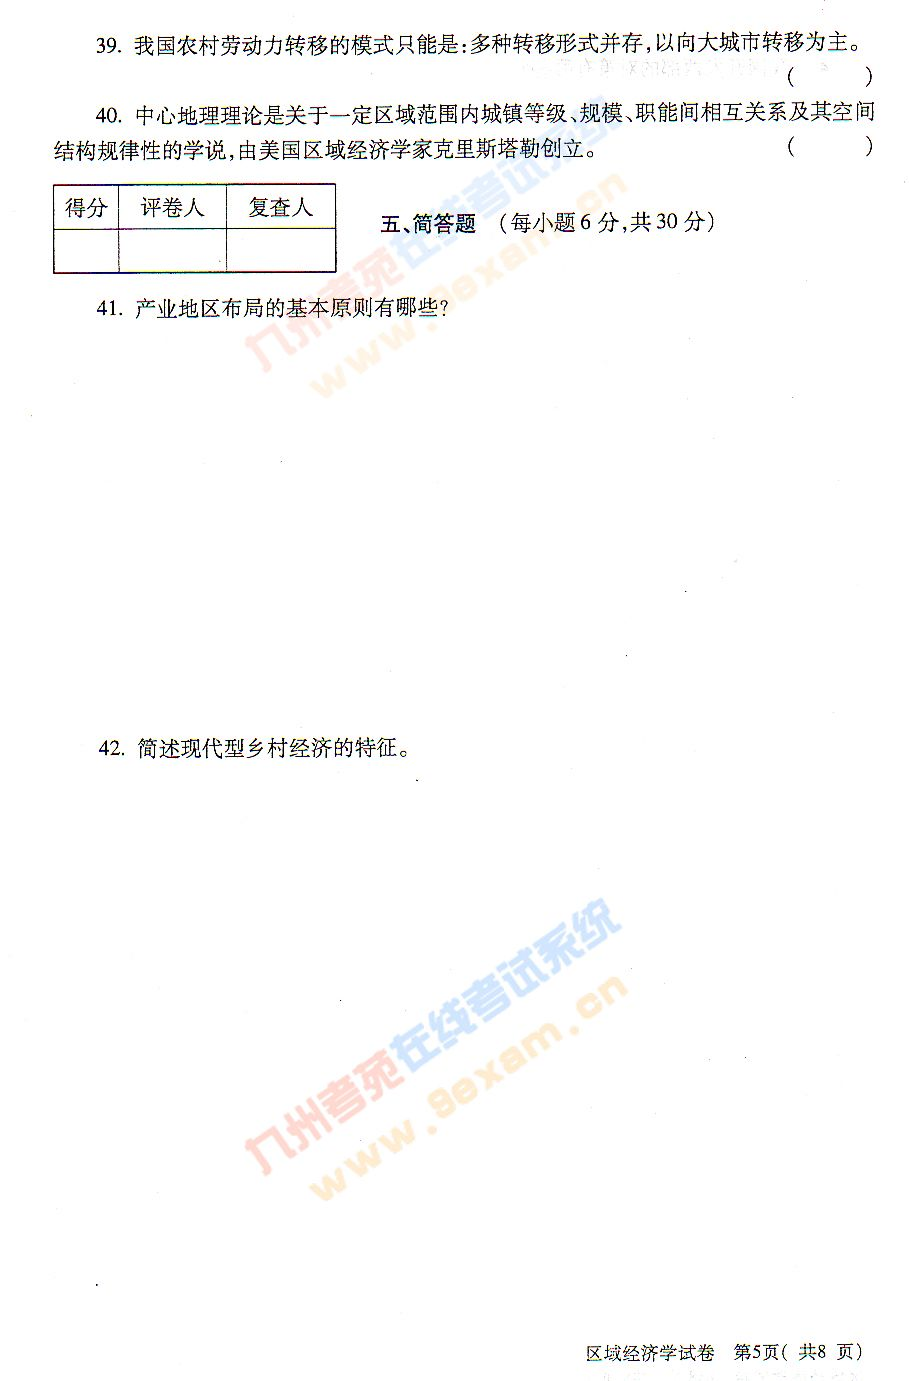 39. 我国农村劳动力转移的模式只能是:多种转移形式并存,以向大城市转移为主。
(    )
40. 中心地理理论是关于一定区域范围内城镇等级、规模、职能间相互关系及其空间
结构规律性的学说,由美国区域经济学家克里斯塔勒创立。 (    )
得分 评卷人 复查人
五、简答题 (每小题6分,共30分)
41. 产业地区布局的基本原则有哪些?
九州考苑在线考试系统
www.9exam.cn
42. 简述现代型乡村经济的特征。
九州考苑在线考试系统
www.9exam.cn
区域经济学试卷 第5页( 共8 页)